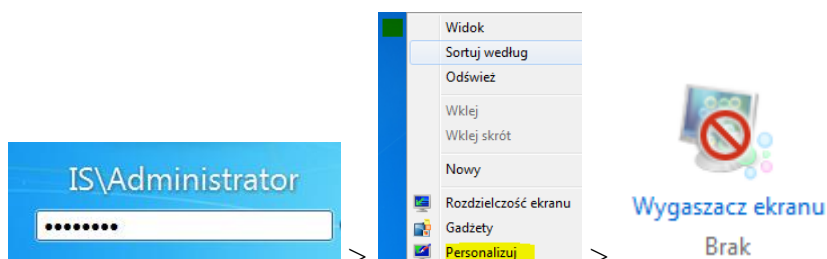 IS\Administrator
••••••••
>
Widok
Sortuj według
Odśwież
Wklej
Wklej skrót
Nowy
Rozdzielczość ekranu
Gadżety
Personalizuj
>
Wygaszacz ekranu
Brak